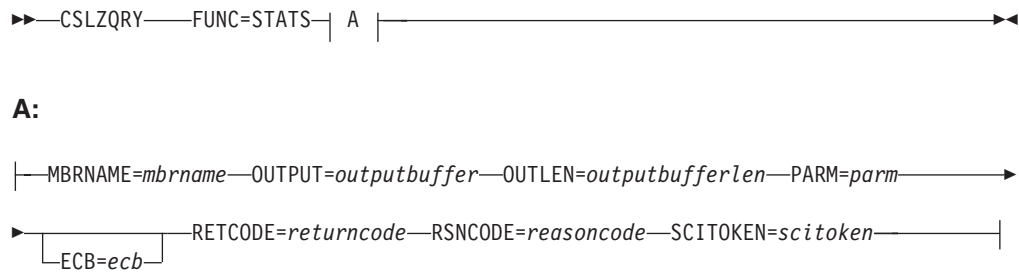 CSLZQRY FUNC=STATS A
A:
MBRNAME=mbrname OUTPUT=outputbuffer OUTLEN=outputbufferlen PARM=parm
RETCODE=returncode RSNCODE=reasoncode SCITOKEN=scitoken
ECB=ecb